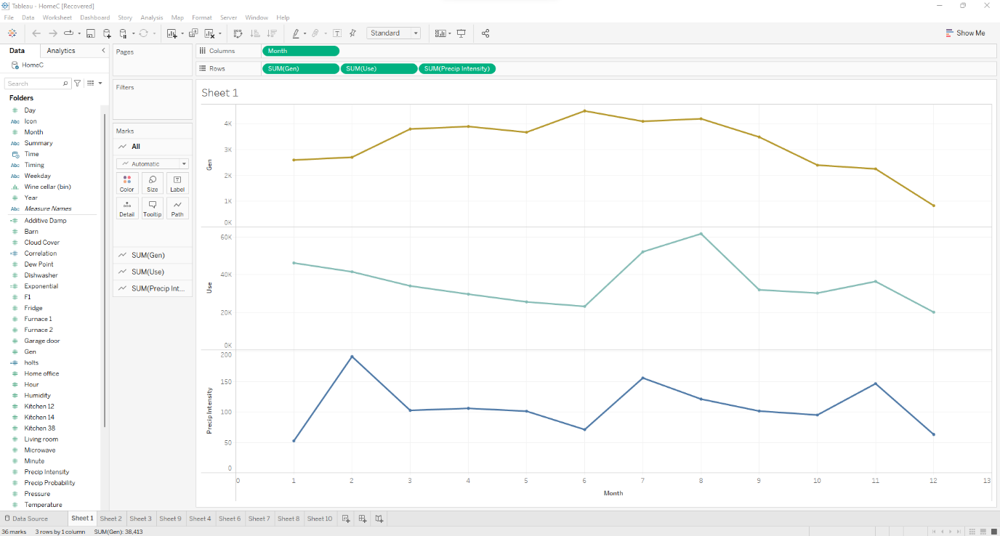 Tableau - HomeC [Recovered]
File Data Worksheet Dashboard Story Analysis Map Format Server Window Help
Standard
Show Me
Data Analytics
HomeC
Search
Folders
Day
Abc Icon
Month
Abc Summary
Time
Abc Timing
Abc Weekday
Wine cellar (bin)
Year
Abc Measure Names
Additive Damp
Barn
Cloud Cover
Correlation
Dew Point
Dishwasher
Exponential
F1
Fridge
Furnace 1
Furnace 2
Garage door
Gen
holts
Home office
Hour
Humidity
Kitchen 12
Kitchen 14
Kitchen 38
Living room
Microwave
Minute
Precip Intensity
Precip Probability
Pressure
Temperature
Pages
Filters
Marks
All
Automatic
Color Size Label
Detail Tooltip Path
SUM(Gen)
SUM(Use)
SUM(Precip Int...
Columns Month
Rows SUM(Gen) SUM(Use) SUM(Precip Intensity)
Sheet 1
Gen
4K
3K
2K
1K
0K
Use
60K
40K
20K
0K
Precip Intensity
200
150
100
50
0
0 1 2 3 4 5 6 7 8 9 10 11 12 13
Month
Data Source Sheet 1 Sheet 2 Sheet 3 Sheet 9 Sheet 4 Sheet 6 Sheet 7 Sheet 8 Sheet 10
36 marks 3 rows by 1 column SUM(Gen): 38,413